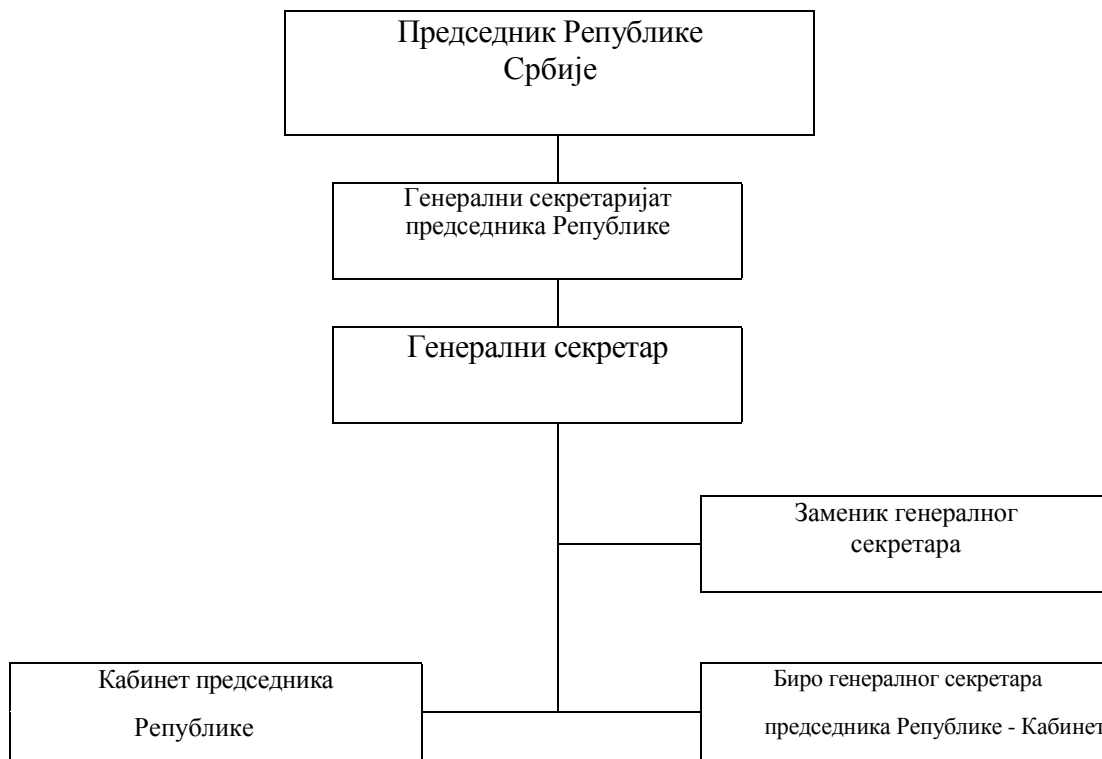 Председник Републике
Србије
Генерални секретаријат
председника Републике
Генерални секретар
Заменик генералног
секретара
Кабинет председника
Републике
Биро генералног секретара
председника Републике - Кабинет